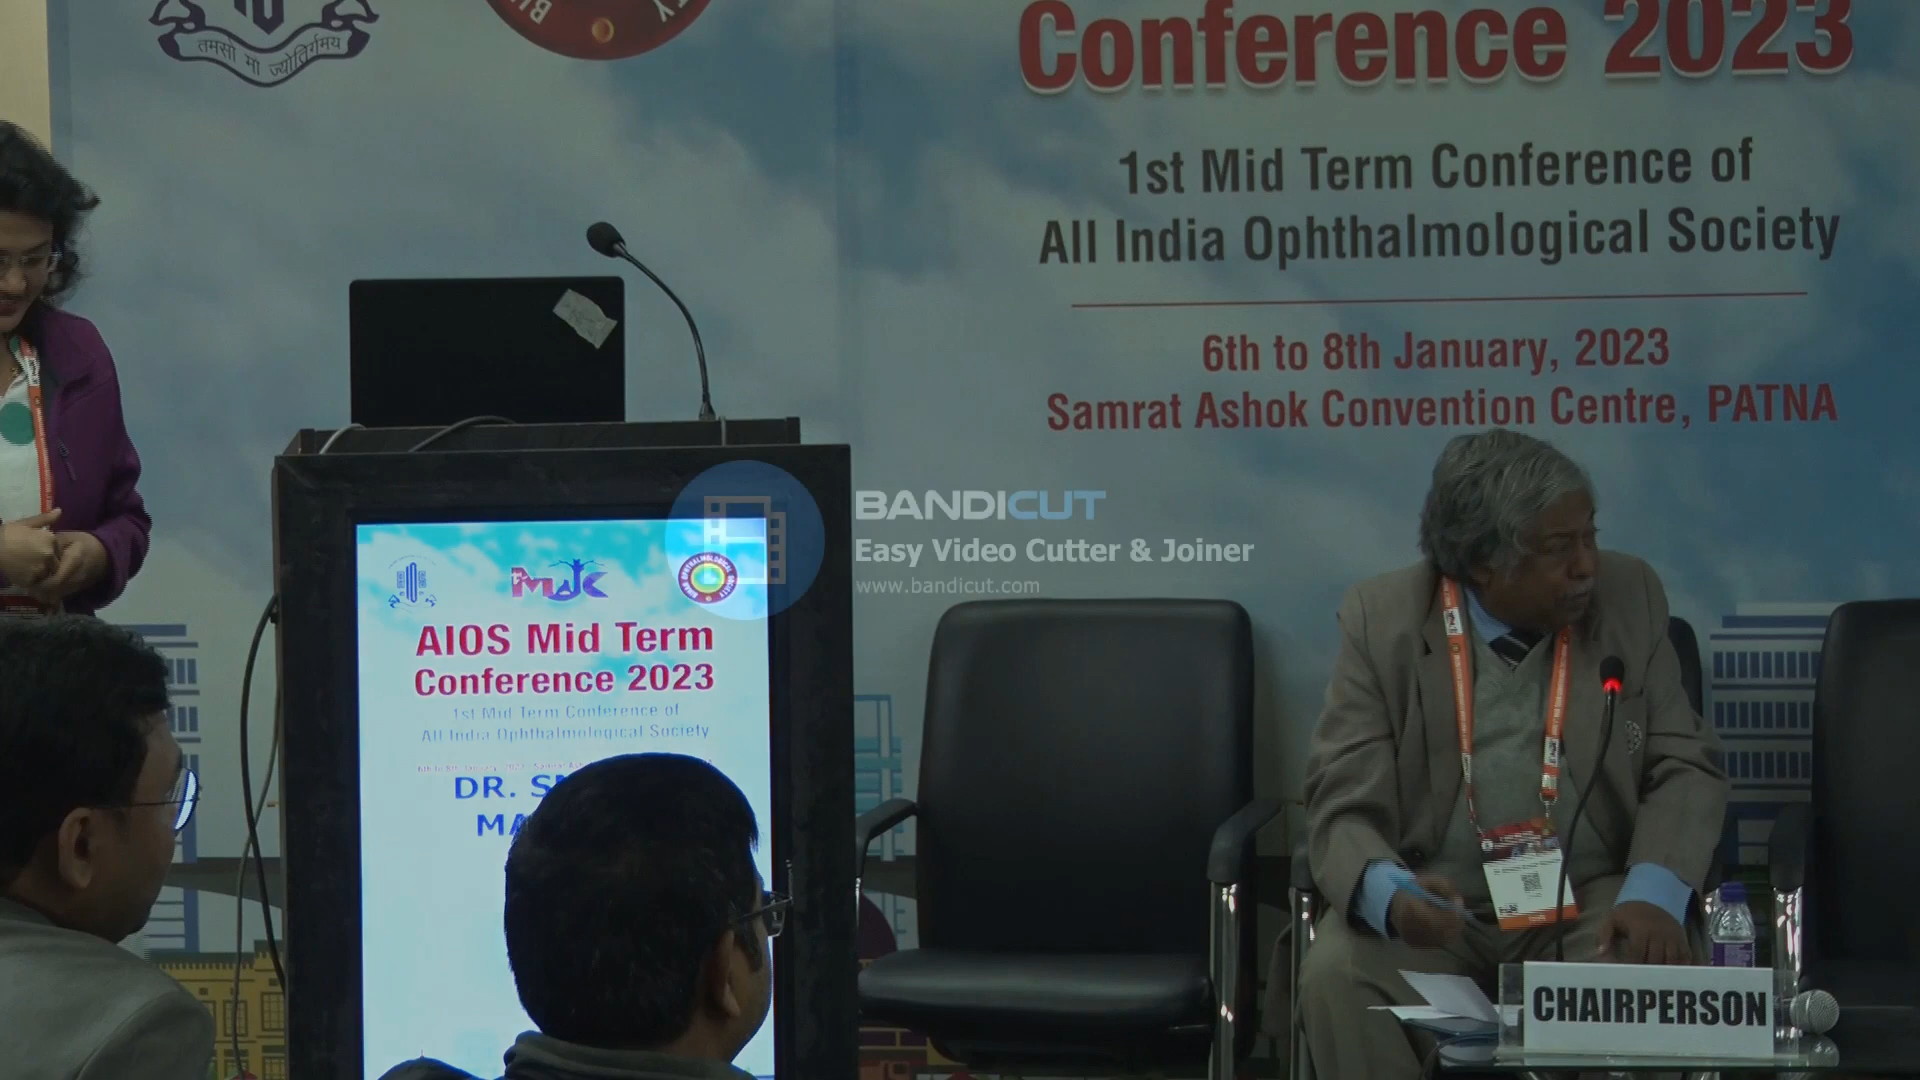 तमसो मा ज्योतिर्गमय
Conference 2023
1st Mid Term Conference of
All India Ophthalmological Society
6th to 8th January, 2023
Samrat Ashok Convention Centre, PATNA
BANDICUT
Easy Video Cutter & Joiner
www.bandicut.com
OPHTHALMOLOGICAL SOCIETY
AIOS Mid Term
Conference 2023
1st Mid Term Conference of
All India Ophthalmological Society
DR.
CHAIRPERSON